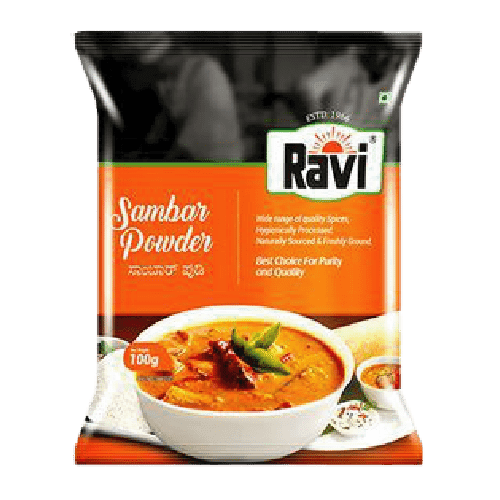 ESTD. 1966
Ravi®
Sambar
Powder
ಸಾಂಬಾರ್ ಪುಡಿ
Wide range of quality Spices,
Hygienically Processed,
Naturally Sourced & Freshly Ground.
Best Choice For Purity
and Quality
100g